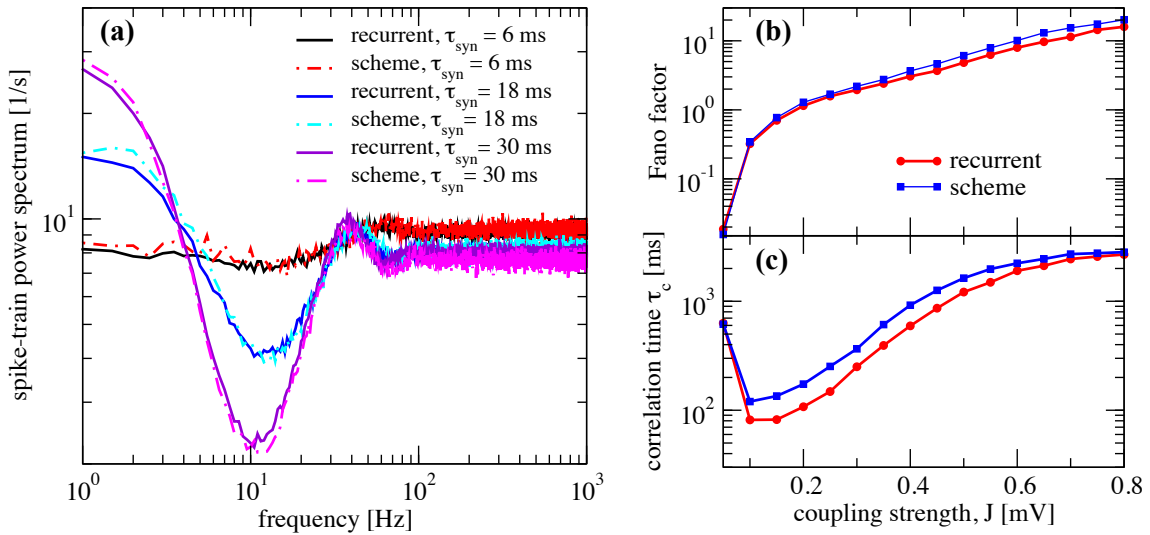 (a)
recurrent, τsyn = 6 ms
scheme, τsyn = 6 ms
recurrent, τsyn = 18 ms
scheme, τsyn= 18 ms
recurrent, τsyn = 30 ms
scheme, τsyn = 30 ms
spike-train power spectrum [1/s]
10^1
10^0
10^1
10^2
10^3
frequency [Hz]
(b)
Fano factor
10^1
10^0
10^-1
recurrent
scheme
(c)
correlation time τc [ms]
10^3
10^2
0.2
0.4
0.6
0.8
coupling strength, J [mV]